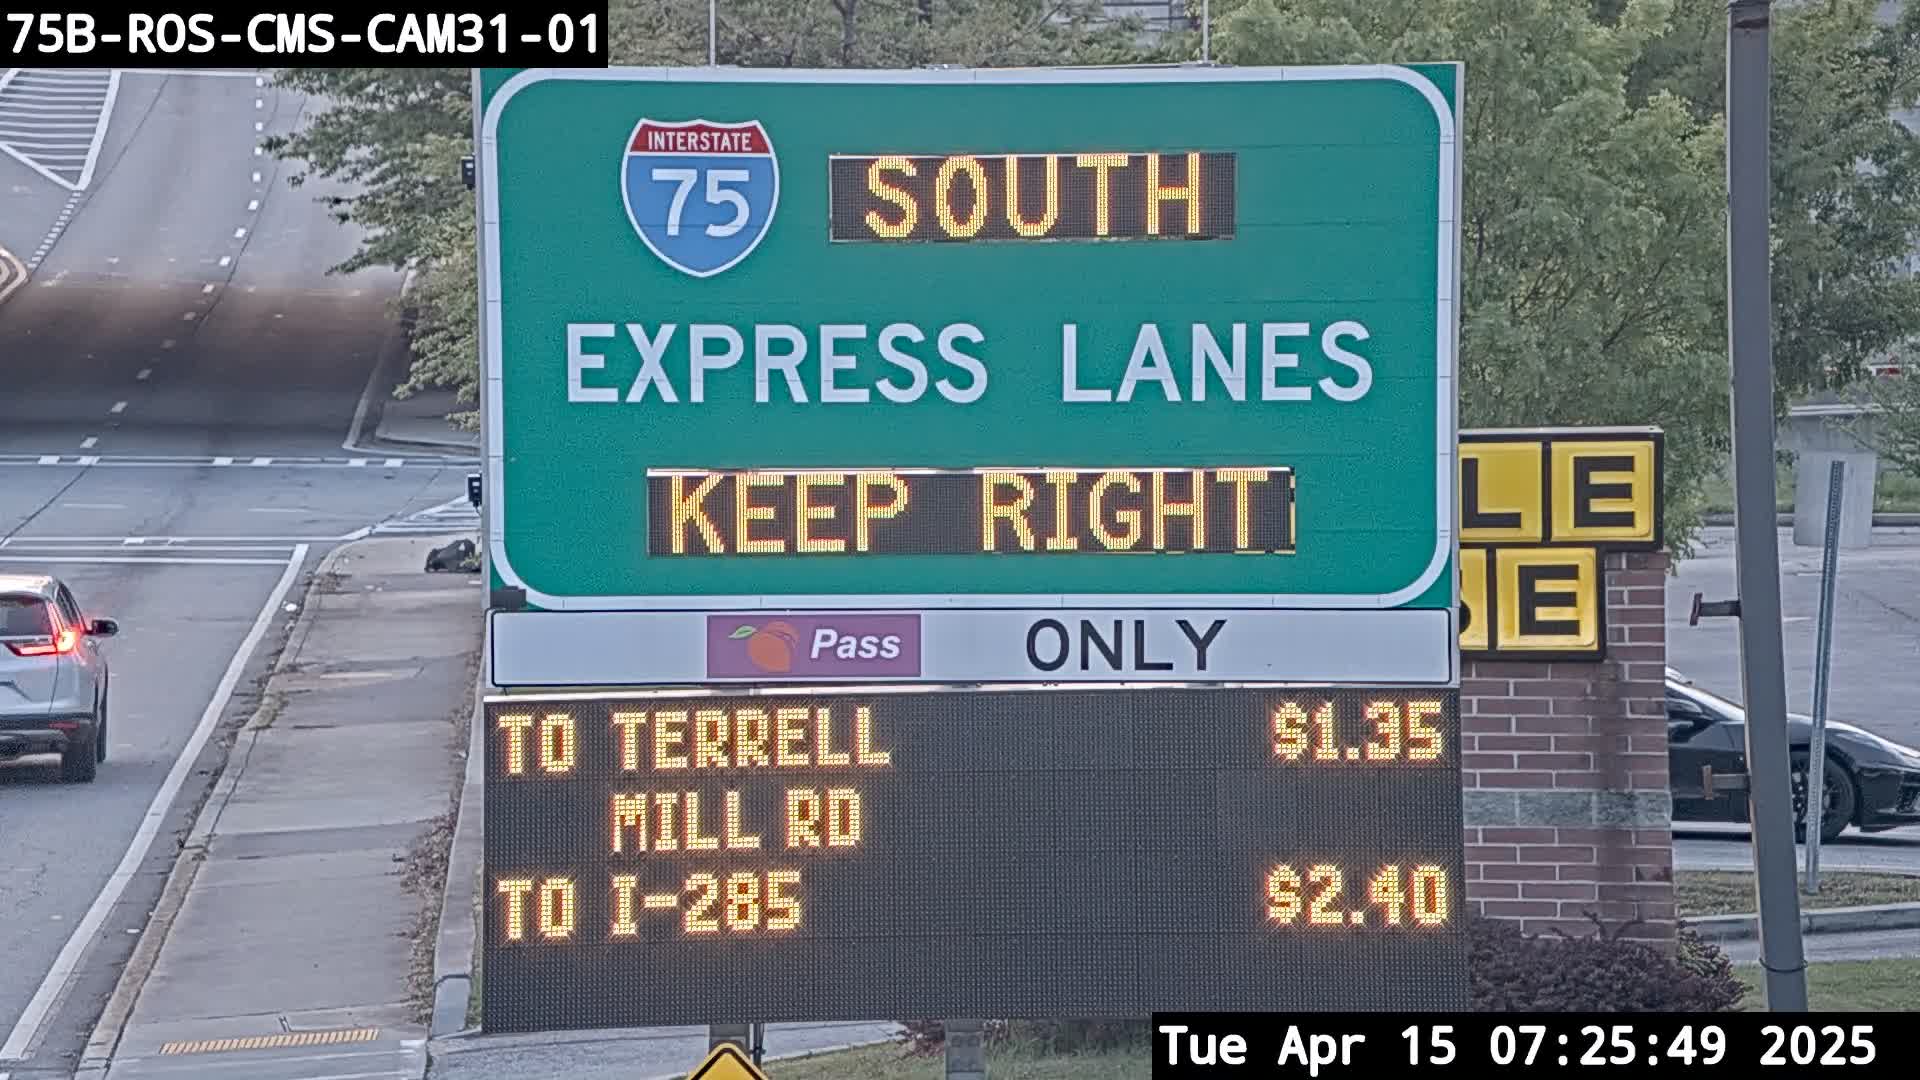 75B-ROS-CMS-CAM31-01
INTERSTATE
75
SOUTH
EXPRESS LANES
KEEP RIGHT
Pass ONLY
TO TERRELL $1.35
MILL RD
TO I-285 $2.40
LE
E
Tue Apr 15 07:25:49 2025